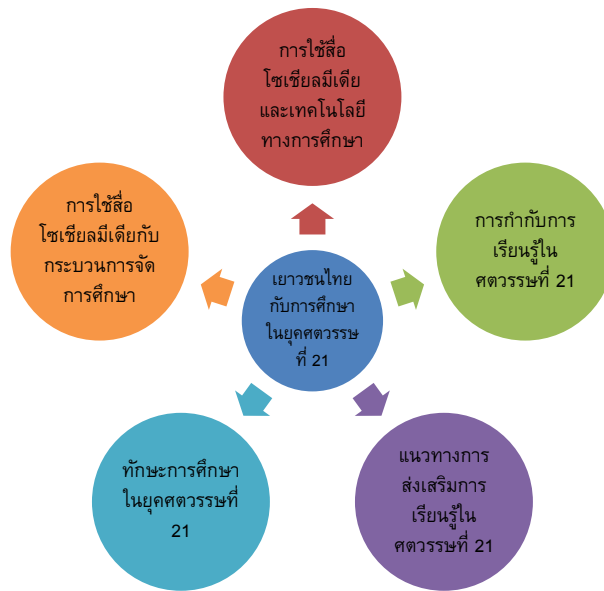 การใช้สื่อ
โซเชียลมีเดีย
และเทคโนโลยี
ทางการศึกษา
การใช้สื่อ
โซเชียลมีเดียกับ
กระบวนการจัด
การศึกษา
การกำกับการ
เรียนรู้ใน
ศตวรรษที่ 21
เยาวชนไทย
กับการศึกษา
ในยุคศตวรรษ
ที่ 21
ทักษะการศึกษา
ในยุคศตวรรษที่
21
แนวทางการ
ส่งเสริมการ
เรียนรู้ใน
ศตวรรษที่ 21